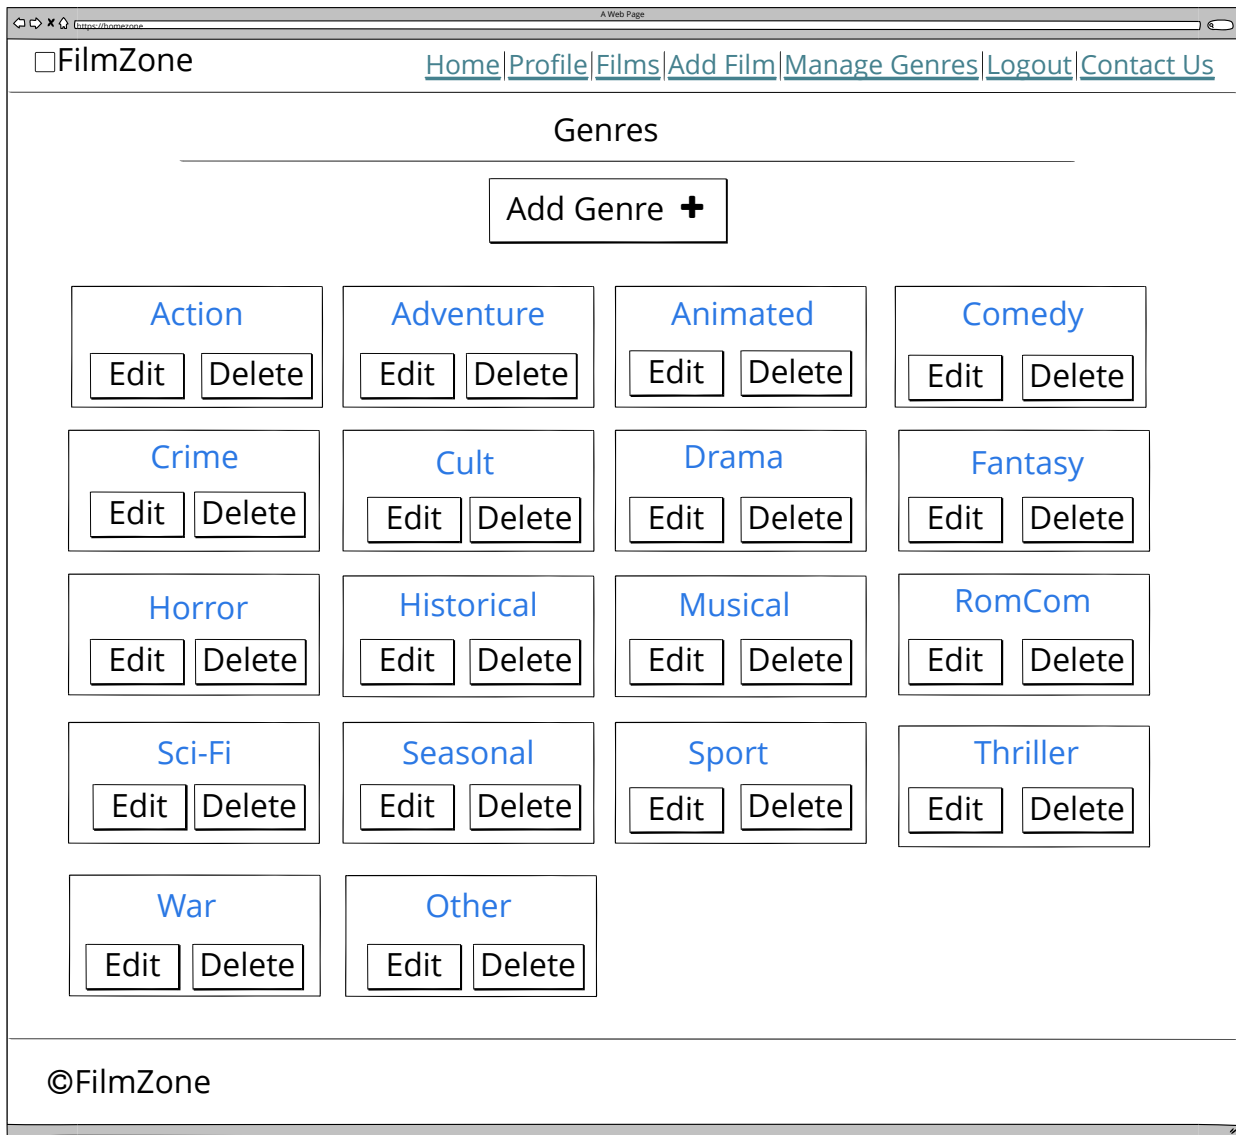 A Web Page
https://homezone
FilmZone
Home|Profile|Films|Add Film|Manage Genres|Logout|Contact Us
Genres
Add Genre +
Action Adventure Animated Comedy
Edit Delete Edit Delete Edit Delete Edit Delete
Crime Cult Drama Fantasy
Edit Delete Edit Delete Edit Delete Edit Delete
Horror Historical Musical RomCom
Edit Delete Edit Delete Edit Delete Edit Delete
Sci-Fi Seasonal Sport Thriller
Edit Delete Edit Delete Edit Delete Edit Delete
War Other
Edit Delete Edit Delete
©FilmZone